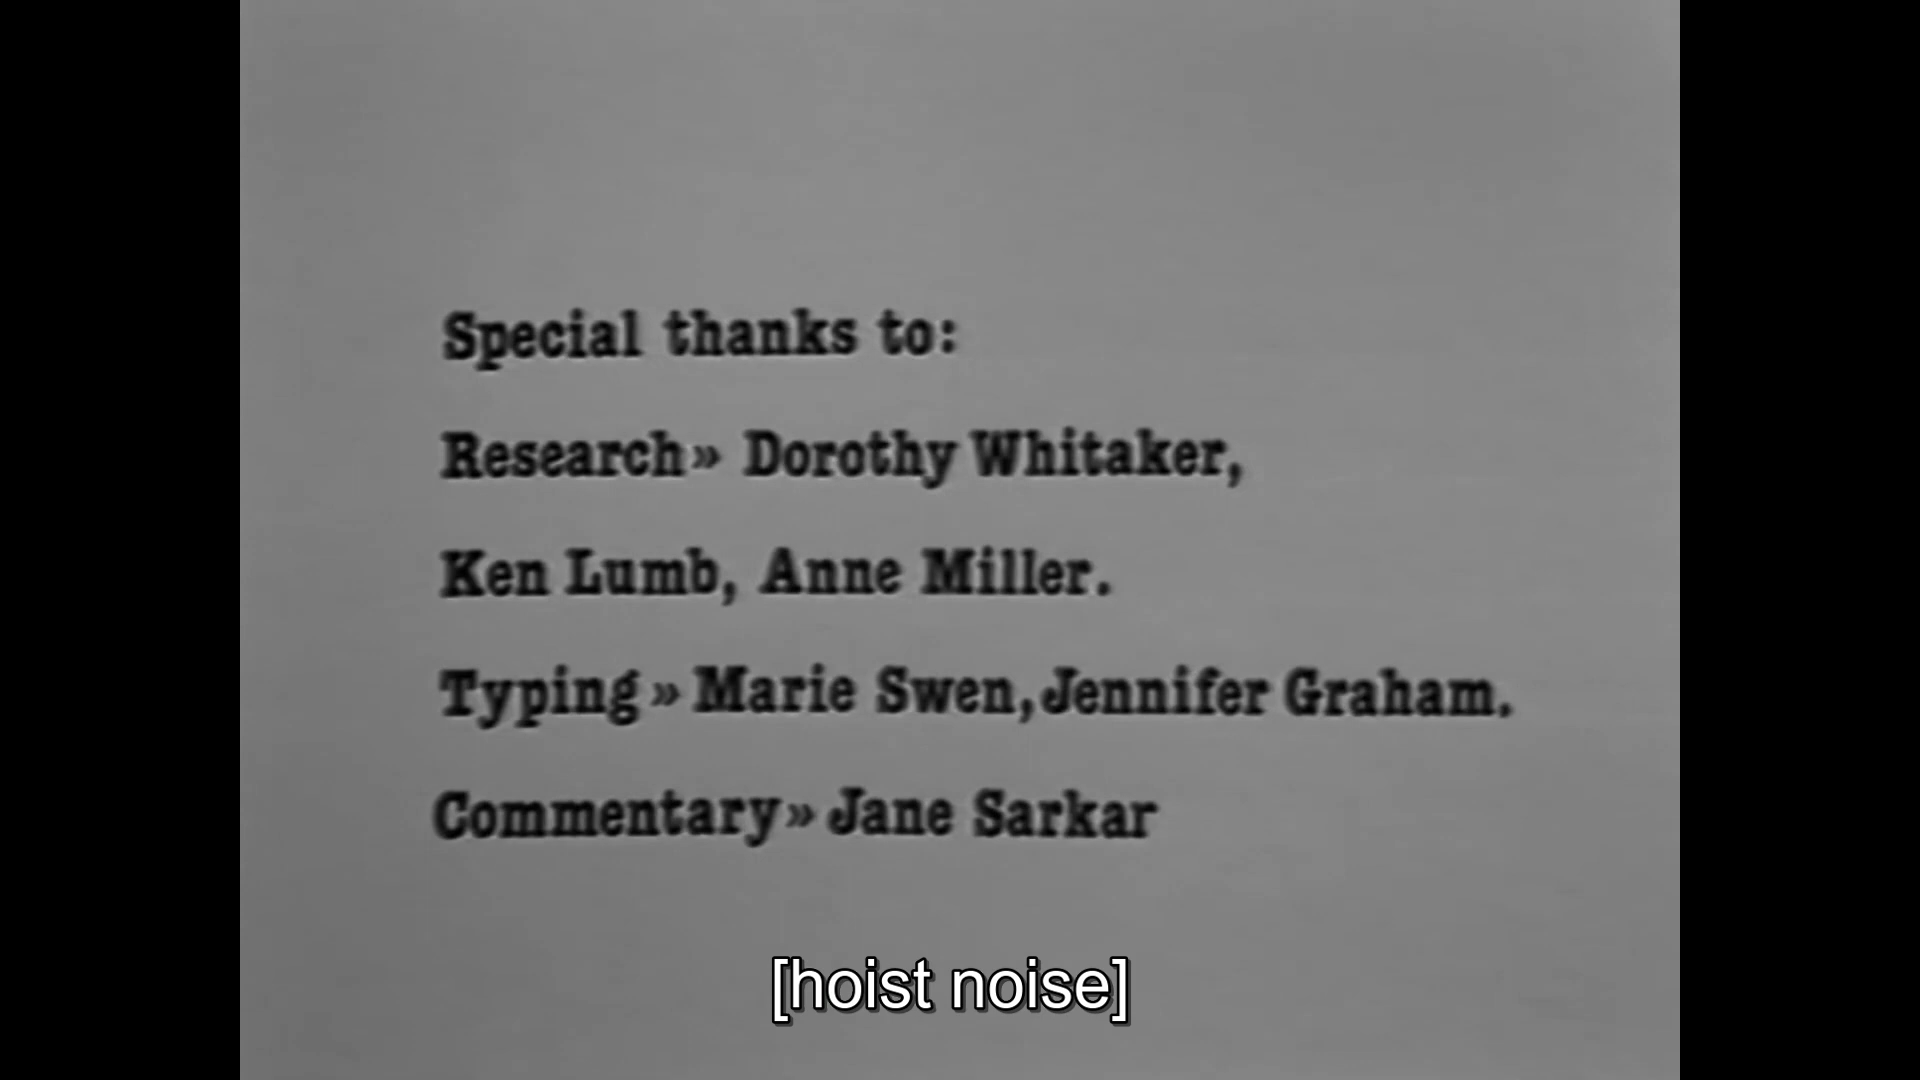 Special thanks to:
Research» Dorothy Whitaker,
Ken Lumb, Anne Miller.
Typing» Marie Swen, Jennifer Graham.
Commentary» Jane Sarkar
[hoist noise]